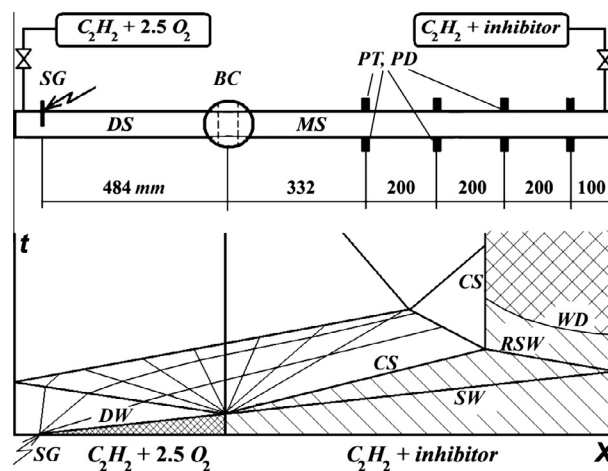 C₂H₂ + 2.5 O₂
C₂H₂ + inhibitor
SG
BC
PT, PD
DS
MS
484 mm
332
200
200
200
100
t
CS
WD
RSW
CS
SW
DW
SG
C₂H₂ + 2.5 O₂
C₂H₂ + inhibitor
X